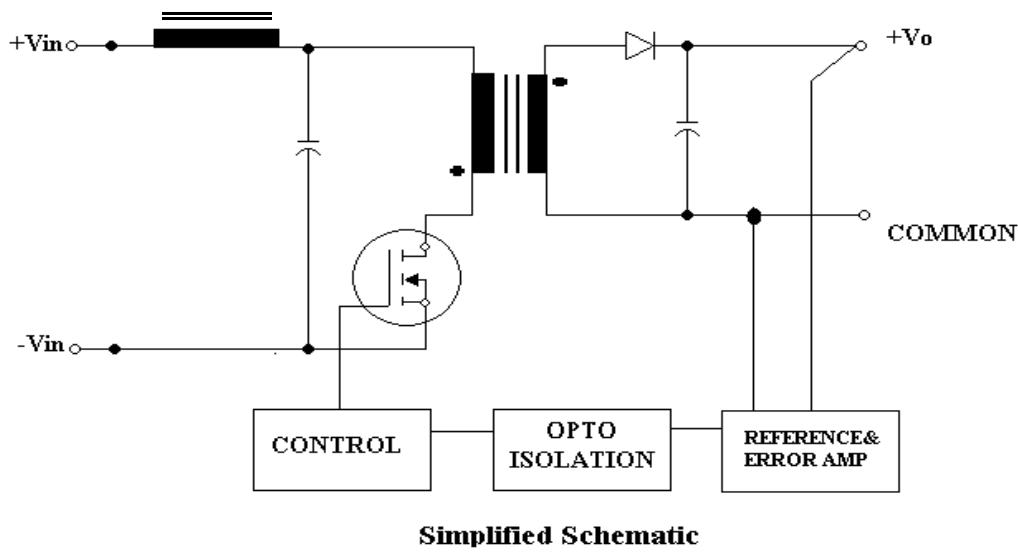 +Vin
+Vo
COMMON
-Vin
CONTROL
OPTO
ISOLATION
REFERENCE&
ERROR AMP
Simplified Schematic